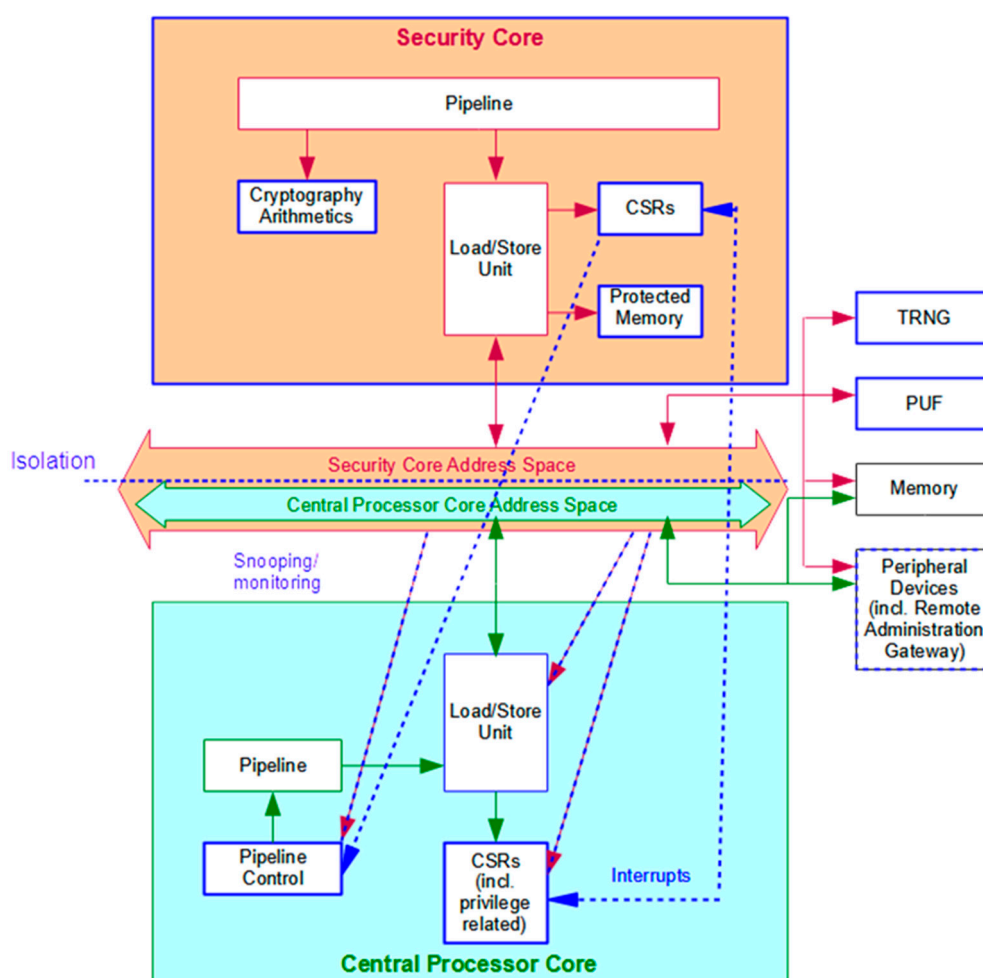 Security Core
Pipeline
Cryptography
Arithmetics
Load/Store
Unit
CSRs
Protected
Memory
TRNG
PUF
Memory
Peripheral
Devices
(incl. Remote
Administration
Gateway)
Isolation
Security Core Address Space
Central Processor Core Address Space
Snooping/
monitoring
Load/Store
Unit
Pipeline
Pipeline
Control
CSRs
(incl.
privilege
related)
Interrupts
Central Processor Core